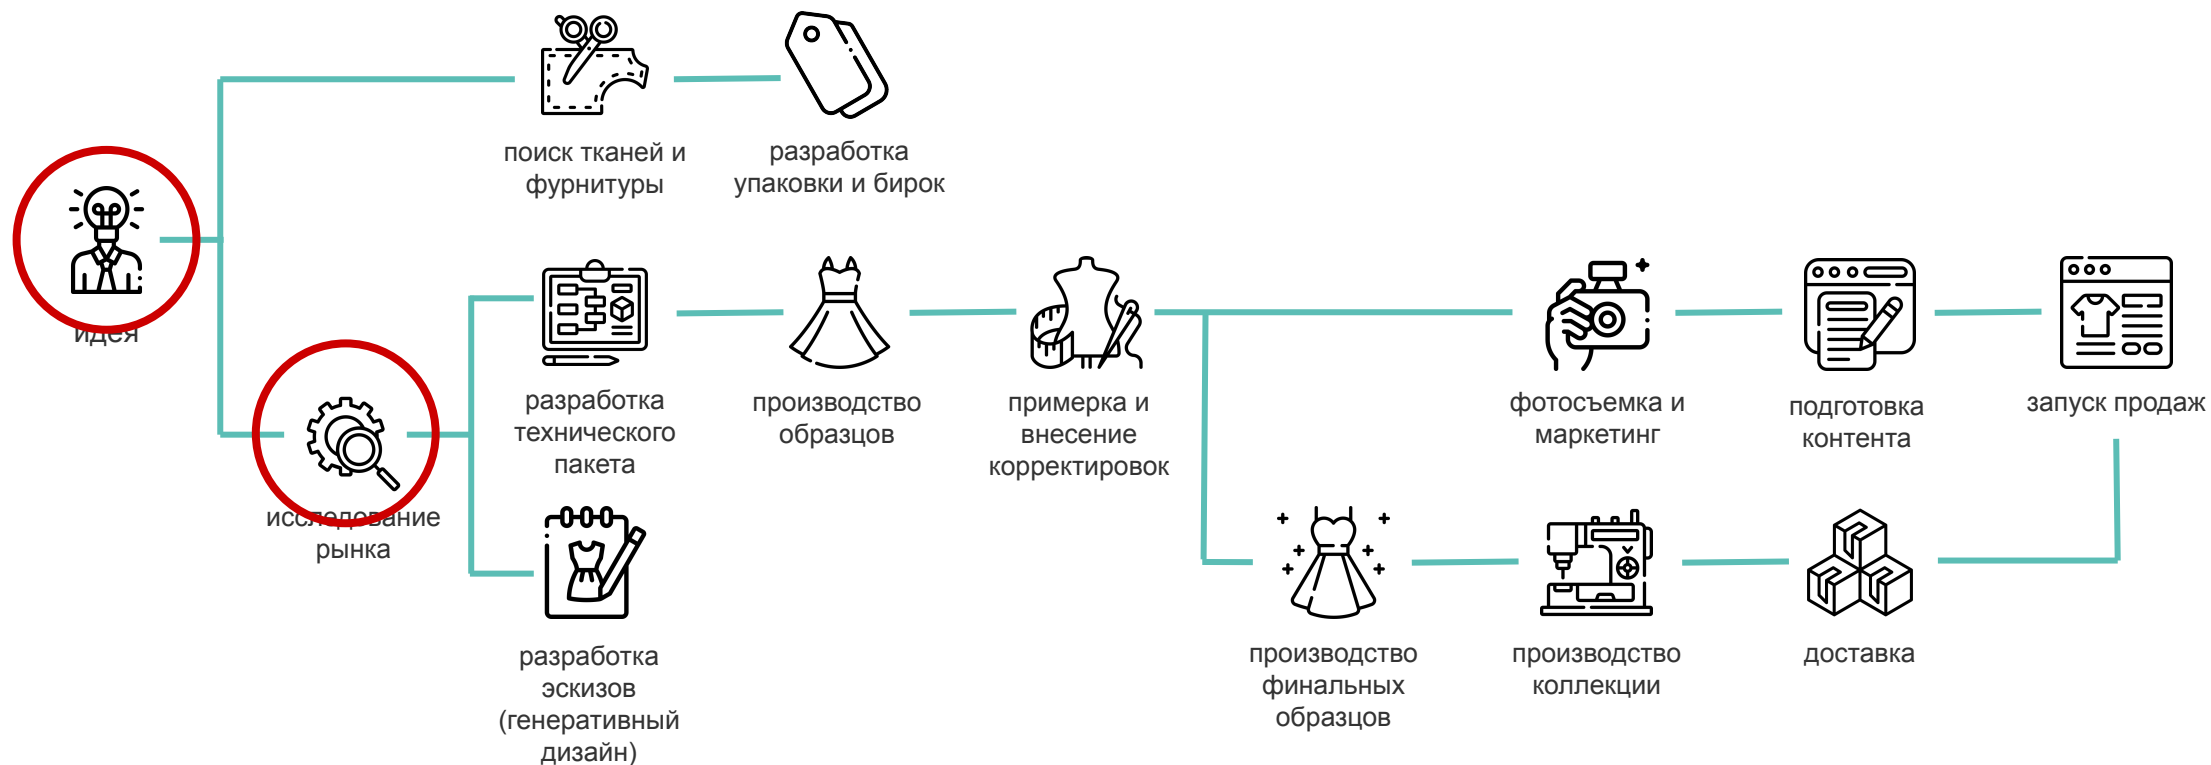 поиск тканей и
фурнитуры
разработка
упаковки и бирок
идея
исследование
рынка
разработка
технического
пакета
производство
образцов
примерка и
внесение
корректировок
фотосъемка и
маркетинг
подготовка
контента
запуск продаж
разработка
эскизов
(генеративный
дизайн)
производство
финальных
образцов
производство
коллекции
доставка